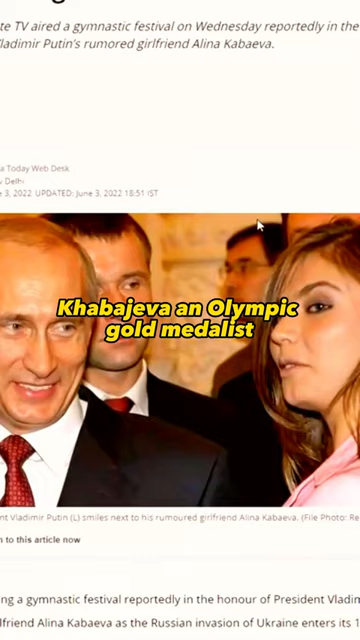 te TV aired a gymnastic festival on Wednesday reportedly in the
Vladimir Putin's rumored girlfriend Alina Kabaeva.
a Today Web Desk
Delhi
3, 2022 UPDATED: June 3, 2022 18:51 IST
Khabajeva an Olympic
gold medalist
nt Vladimir Putin (L) smiles next to his rumoured girlfriend Alina Kabaeva. (File Photo: Re
n to this article now
ng a gymnastic festival reportedly in the honour of President Vladim
lfriend Alina Kabaeva as the Russian invasion of Ukraine enters its 1